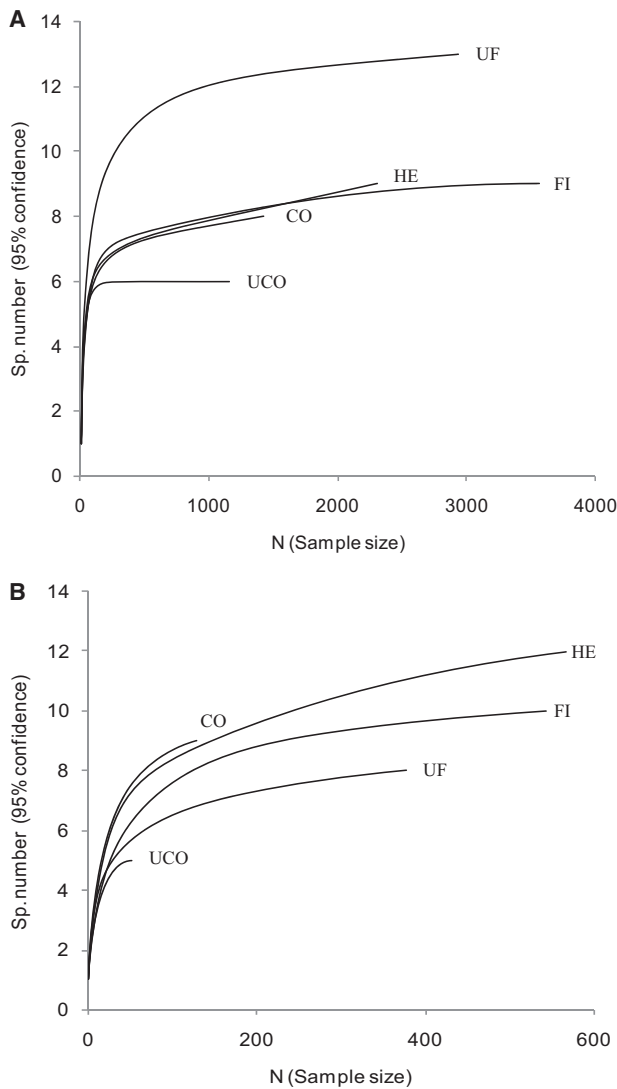 A
14
12
10
8
6
4
2
0
Sp. number (95% confidence)
UF
HE
FI
CO
UCO
0 1000 2000 3000 4000
N (Sample size)
B
14
12
10
8
6
4
2
0
Sp. number (95% confidence)
HE
CO
FI
UF
UCO
0 200 400 600
N (Sample size)